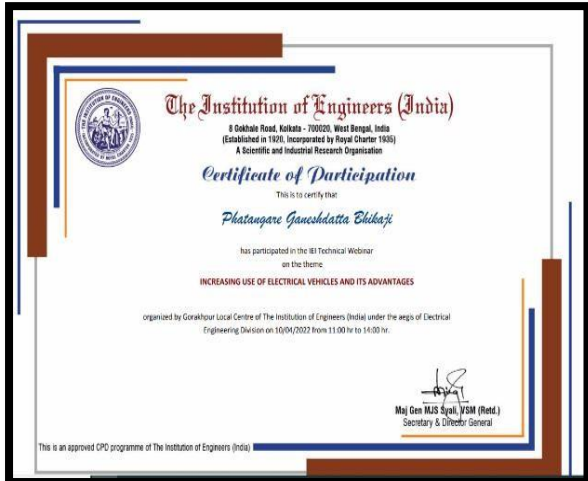 The Institution of Engineers (India)
8 Gokhale Road, Kolkata - 700020, West Bengal, India
(Established in 1920, Incorporated by Royal Charter 1935)
A Scientific and Industrial Research Organisation
Certificate of Participation
This is to certify that
Phatangare Ganeshdatta Bhikaji
has participated in the IEI Technical Webinar
on the theme
INCREASING USE OF ELECTRICAL VEHICLES AND ITS ADVANTAGES
organized by Gorakhpur Local Centre of The Institution of Engineers (India) under the aegis of Electrical
Engineering Division on 10/04/2022 from 11:00 hr to 14:00 hr.
Maj Gen MJS Syali, VSM (Retd.)
Secretary & Director General
This is an approved CPD programme of The Institution of Engineers (India)